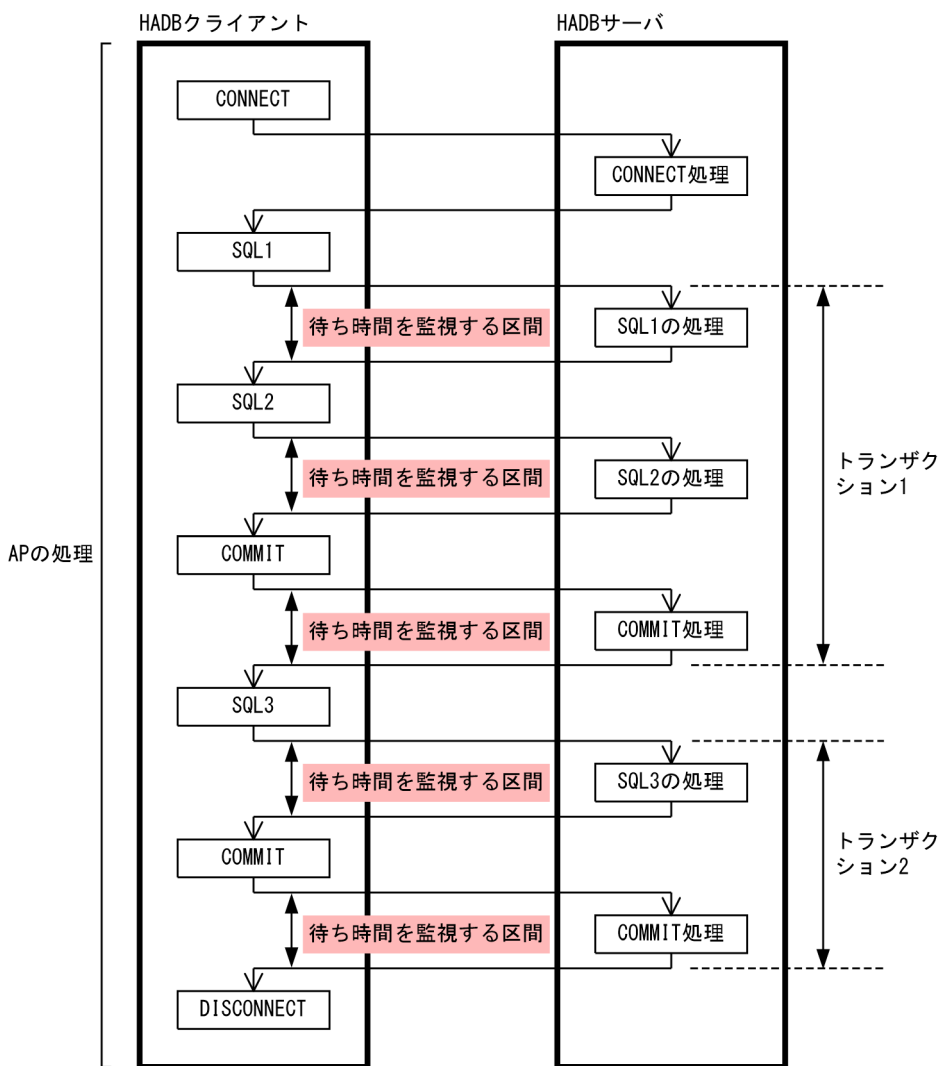 HADBクライアント
HADBサーバ
CONNECT
CONNECT処理
SQL1
待ち時間を監視する区間
SQL1の処理
SQL2
待ち時間を監視する区間
SQL2の処理
トランザク
ション1
APの処理
COMMIT
待ち時間を監視する区間
COMMIT処理
SQL3
待ち時間を監視する区間
SQL3の処理
COMMIT
トランザク
ション2
待ち時間を監視する区間
COMMIT処理
DISCONNECT